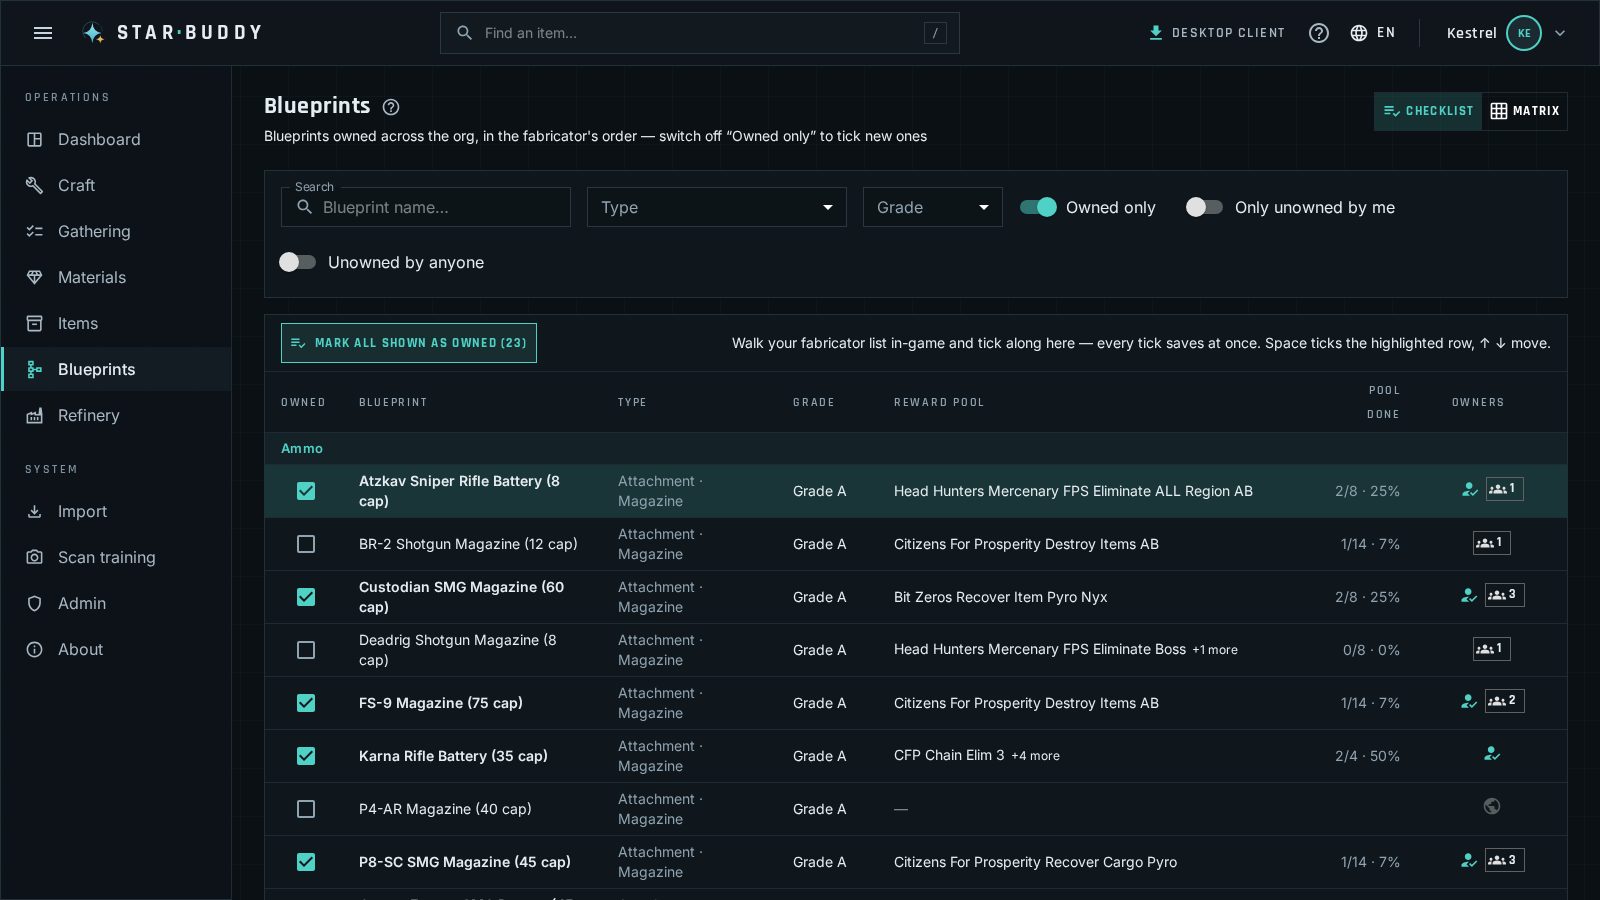 STAR·BUDDY
Find an item...
/
DESKTOP CLIENT
EN
Kestrel
KE
OPERATIONS
Dashboard
Craft
Gathering
Materials
Items
Blueprints
Refinery
SYSTEM
Import
Scan training
Admin
About
Blueprints
Blueprints owned across the org, in the fabricator's order — switch off “Owned only” to tick new ones
CHECKLIST
MATRIX
Search
Blueprint name...
Type
Grade
Owned only
Only unowned by me
Unowned by anyone
MARK ALL SHOWN AS OWNED (23)
Walk your fabricator list in-game and tick along here — every tick saves at once. Space ticks the highlighted row, ↑ ↓ move.
OWNED BLUEPRINT TYPE GRADE REWARD POOL POOL DONE OWNERS
Ammo
Atzkav Sniper Rifle Battery (8 cap) Attachment · Magazine Grade A Head Hunters Mercenary FPS Eliminate ALL Region AB 2/8 · 25% 1
BR-2 Shotgun Magazine (12 cap) Attachment · Magazine Grade A Citizens For Prosperity Destroy Items AB 1/14 · 7% 1
Custodian SMG Magazine (60 cap) Attachment · Magazine Grade A Bit Zeros Recover Item Pyro Nyx 2/8 · 25% 3
Deadrig Shotgun Magazine (8 cap) Attachment · Magazine Grade A Head Hunters Mercenary FPS Eliminate Boss +1 more 0/8 · 0% 1
FS-9 Magazine (75 cap) Attachment · Magazine Grade A Citizens For Prosperity Destroy Items AB 1/14 · 7% 2
Karna Rifle Battery (35 cap) Attachment · Magazine Grade A CFP Chain Elim 3 +4 more 2/4 · 50%
P4-AR Magazine (40 cap) Attachment · Magazine Grade A —
P8-SC SMG Magazine (45 cap) Attachment · Magazine Grade A Citizens For Prosperity Recover Cargo Pyro 1/14 · 7% 3